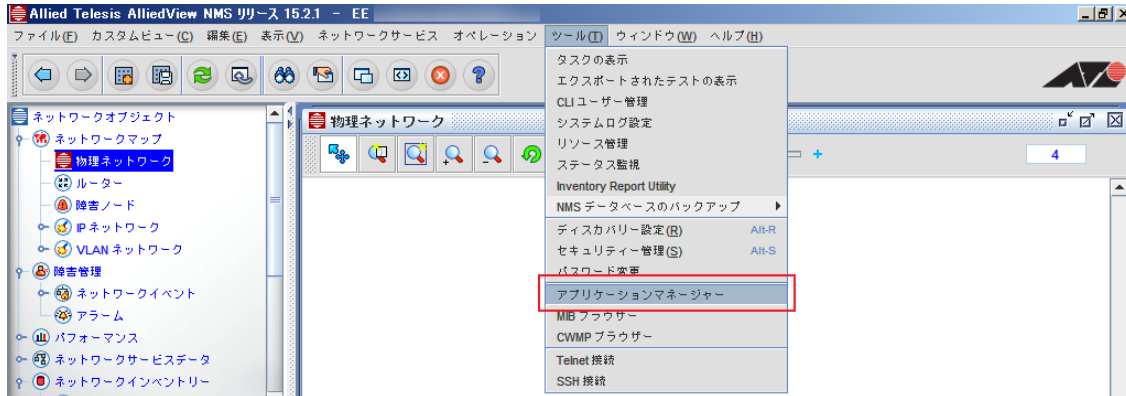 Allied Telesis AlliedView NMS リリース 15.2.1 - EE
ファイル(F) カスタムビュー(C) 編集(E) 表示(V) ネットワークサービス オペレーション ツール(T) ウィンドウ(W) ヘルプ(H)
タスクの表示
エクスポートされたテストの表示
CLI ユーザー管理
システムログ設定
リソース管理
ステータス監視
Inventory Report Utility
NMS データベースのバックアップ
ディスカバリー設定(R) Alt-R
セキュリティー管理(S) Alt-S
パスワード変更
アプリケーションマネージャー
MIB ブラウザー
CWMP ブラウザー
Telnet 接続
SSH 接続
ネットワークオブジェクト
ネットワークマップ
物理ネットワーク
ルーター
障害ノード
IP ネットワーク
VLAN ネットワーク
障害管理
ネットワークイベント
アラーム
パフォーマンス
ネットワークサービスデータ
ネットワークインベントリー
物理ネットワーク
4